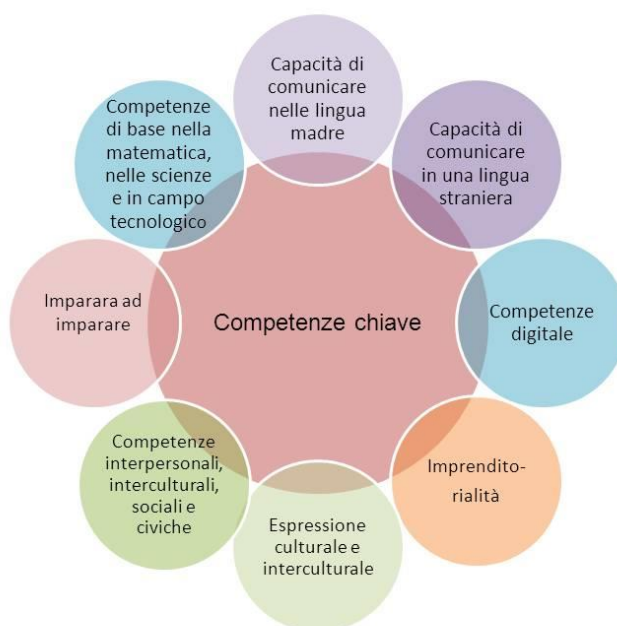 Capacità di
comunicare
nelle lingua
madre
Capacità di
comunicare
in una lingua
straniera
Competenze
digitale
Imprendito-
rialità
Espressione
culturale e
interculturale
Competenze
interpersonali,
interculturali,
sociali e
civiche
Imparara ad
imparare
Competenze
di base nella
matematica,
nelle scienze
e in campo
tecnologico
Competenze chiave